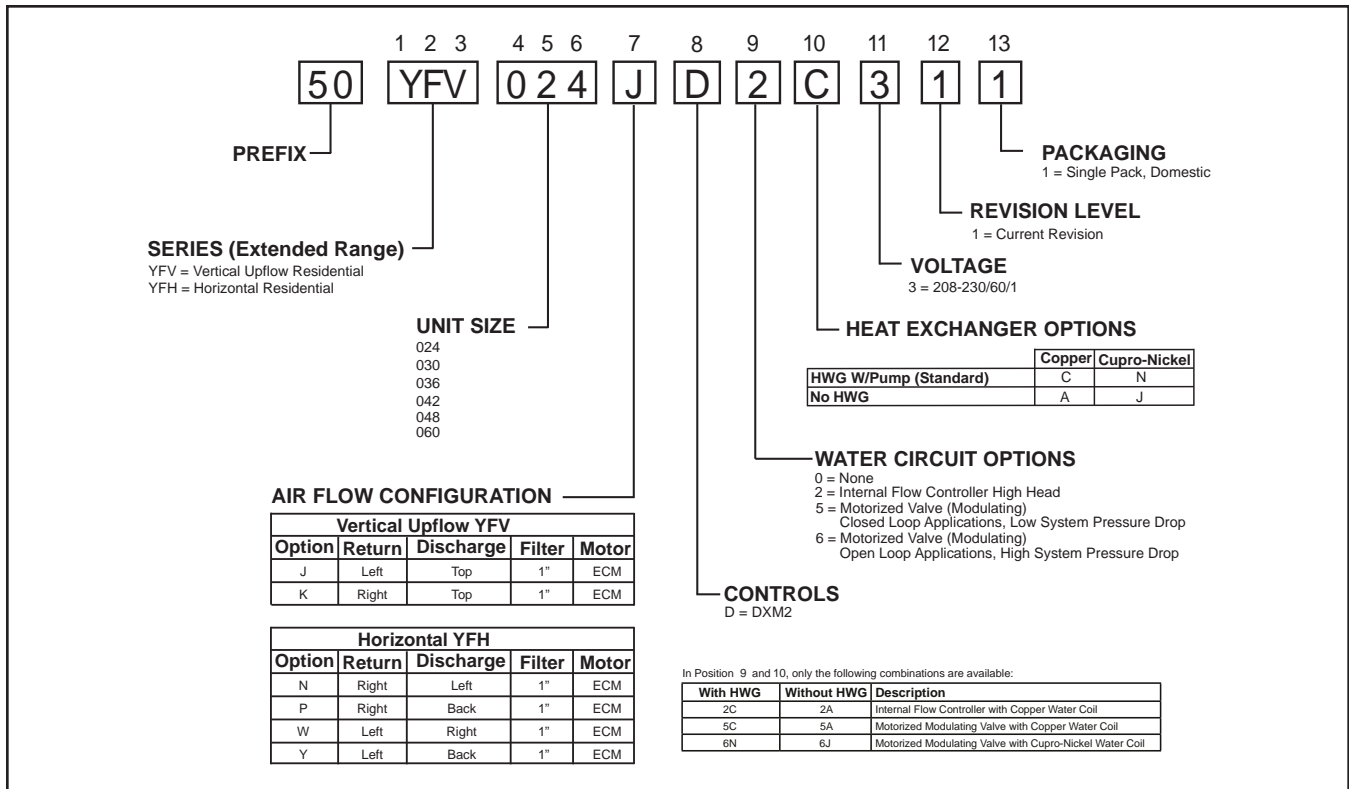 1 2 3 4 5 6 7 8 9 10 11 12 13
50 YFV 024 J D 2 C 3 1 1
PREFIX
PACKAGING
1 = Single Pack, Domestic
REVISION LEVEL
1 = Current Revision
SERIES (Extended Range)
YFV = Vertical Upflow Residential
YFH = Horizontal Residential
VOLTAGE
3 = 208-230/60/1
UNIT SIZE
024
030
036
042
048
060
HEAT EXCHANGER OPTIONS
Copper Cupro-Nickel
HWG W/Pump (Standard) C N
No HWG A J
WATER CIRCUIT OPTIONS
0 = None
2 = Internal Flow Controller High Head
5 = Motorized Valve (Modulating)
Closed Loop Applications, Low System Pressure Drop
6 = Motorized Valve (Modulating)
Open Loop Applications, High System Pressure Drop
AIR FLOW CONFIGURATION
Vertical Upflow YFV
Option Return Discharge Filter Motor
J Left Top 1” ECM
K Right Top 1” ECM
CONTROLS
D = DXM2
Horizontal YFH
Option Return Discharge Filter Motor
N Right Left 1” ECM
P Right Back 1” ECM
W Left Right 1” ECM
Y Left Back 1” ECM
In Position 9 and 10, only the following combinations are available:
With HWG Without HWG Description
2C 2A Internal Flow Controller with Copper Water Coil
5C 5A Motorized Modulating Valve with Copper Water Coil
6N 6J Motorized Modulating Valve with Cupro-Nickel Water Coil